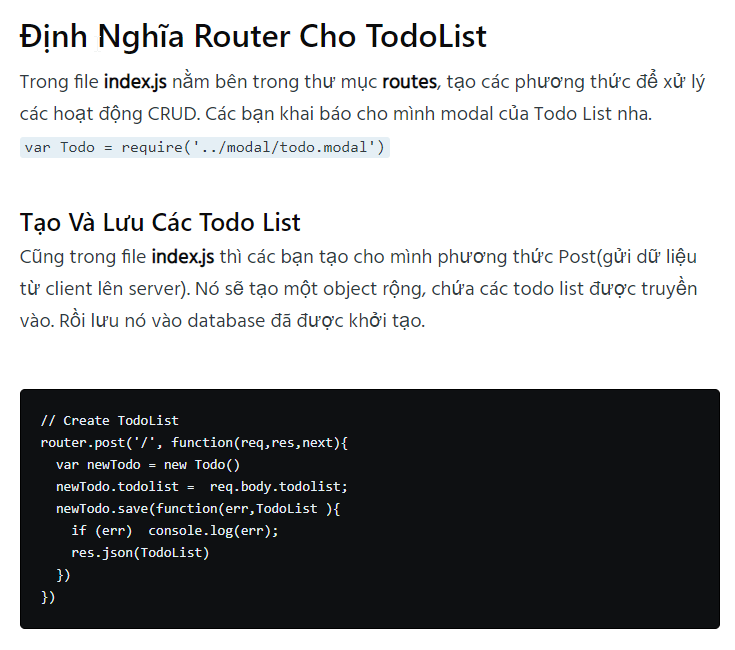 Định Nghĩa Router Cho TodoList
Trong file index.js nằm bên trong thư mục routes, tạo các phương thức để xử lý
các hoạt động CRUD. Các bạn khai báo cho mình modal của Todo List nha.
var Todo = require('../modal/todo.modal')
Tạo Và Lưu Các Todo List
Cũng trong file index.js thì các bạn tạo cho mình phương thức Post(gửi dữ liệu
từ client lên server). Nó sẽ tạo một object rộng, chứa các todo list được truyền
vào. Rồi lưu nó vào database đã được khởi tạo.
// Create TodoList
router.post('/', function(req,res,next){
  var newTodo = new Todo()
  newTodo.todolist =  req.body.todolist;
  newTodo.save(function(err,TodoList ){
    if (err)  console.log(err);
    res.json(TodoList)
  })
})